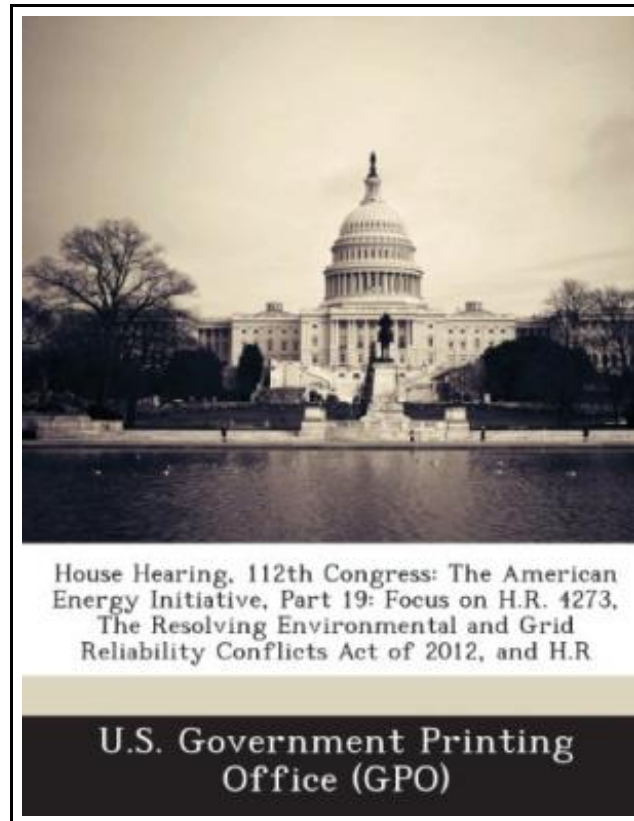 House Hearing, 112th Congress: The American
Energy Initiative, Part 19: Focus on H.R. 4273,
The Resolving Environmental and Grid
Reliability Conflicts Act of 2012, and H.R
U.S. Government Printing
Office (GPO)